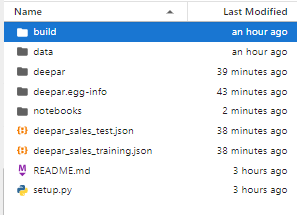 Name Last Modified
build an hour ago
data an hour ago
deepar 39 minutes ago
deepar.egg-info 43 minutes ago
notebooks 2 minutes ago
deepar_sales_test.json 38 minutes ago
deepar_sales_training.json 38 minutes ago
README.md 3 hours ago
setup.py 3 hours ago